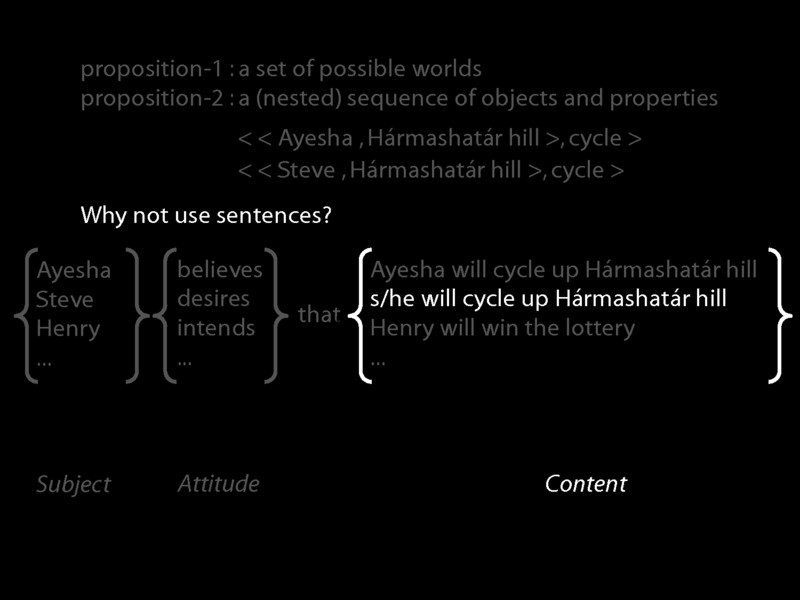 proposition-1 : a set of possible worlds
proposition-2 : a (nested) sequence of objects and properties
< < Ayesha , Hármashatár hill >, cycle >
< < Steve , Hármashatár hill >, cycle >
Why not use sentences?
Ayesha believes Ayesha will cycle up Hármashatár hill
Steve desires s/he will cycle up Hármashatár hill
Henry intends that Henry will win the lottery
... ... ...
Subject Attitude Content